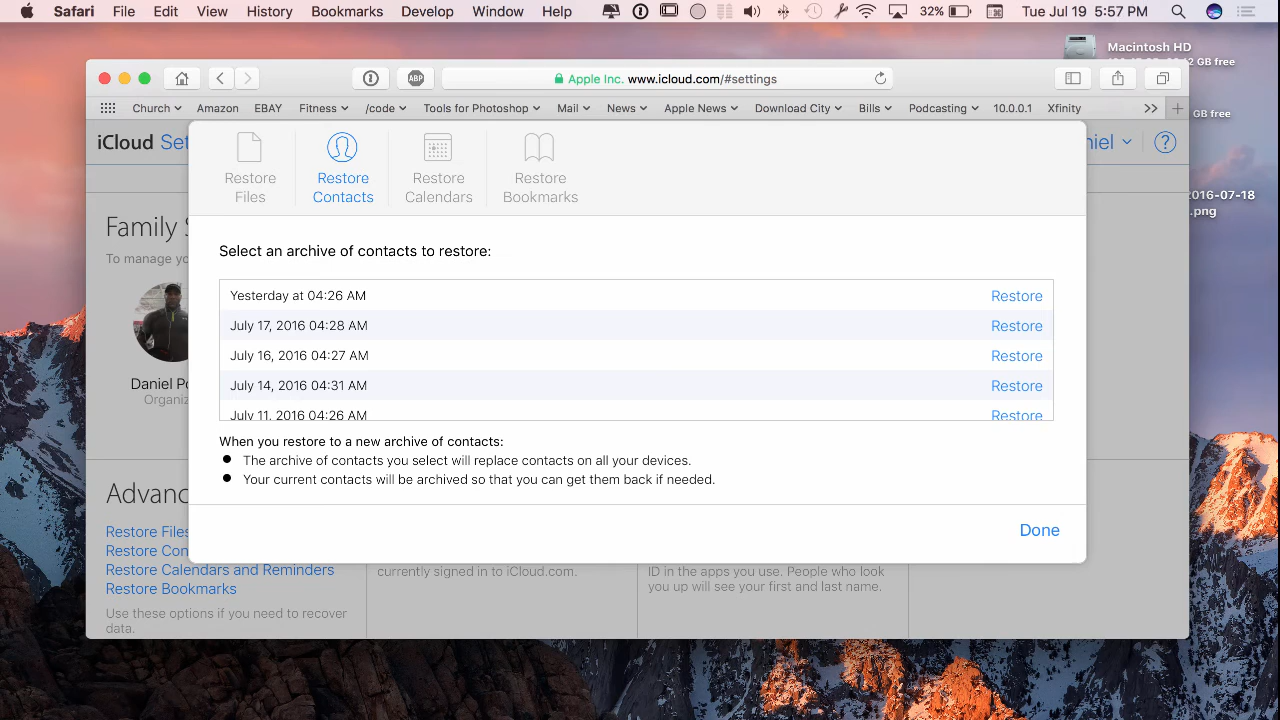 Safari File Edit View History Bookmarks Develop Window Help 32% Tue Jul 19 5:57 PM
Macintosh HD
GB free
ABP Apple Inc. www.icloud.com/#settings
Church Amazon EBAY Fitness /code Tools for Photoshop Mail News Apple News Download City Bills Podcasting 10.0.0.1 Xfinity >> +
GB free
iCloud Set niel ?
Restore Files
Restore Contacts
Restore Calendars
Restore Bookmarks
2016-07-18
.png
Family S
To manage yo
Select an archive of contacts to restore:
Yesterday at 04:26 AM Restore
July 17, 2016 04:28 AM Restore
July 16, 2016 04:27 AM Restore
July 14, 2016 04:31 AM Restore
July 11, 2016 04:26 AM Restore
Daniel Po
Organiz
When you restore to a new archive of contacts:
● The archive of contacts you select will replace contacts on all your devices.
● Your current contacts will be archived so that you can get them back if needed.
Done
Advanc
Restore Files
Restore Con
Restore Calendars and Reminders
Restore Bookmarks
Use these options if you need to recover
data.
currently signed in to iCloud.com.
ID in the apps you use. People who look
you up will see your first and last name.